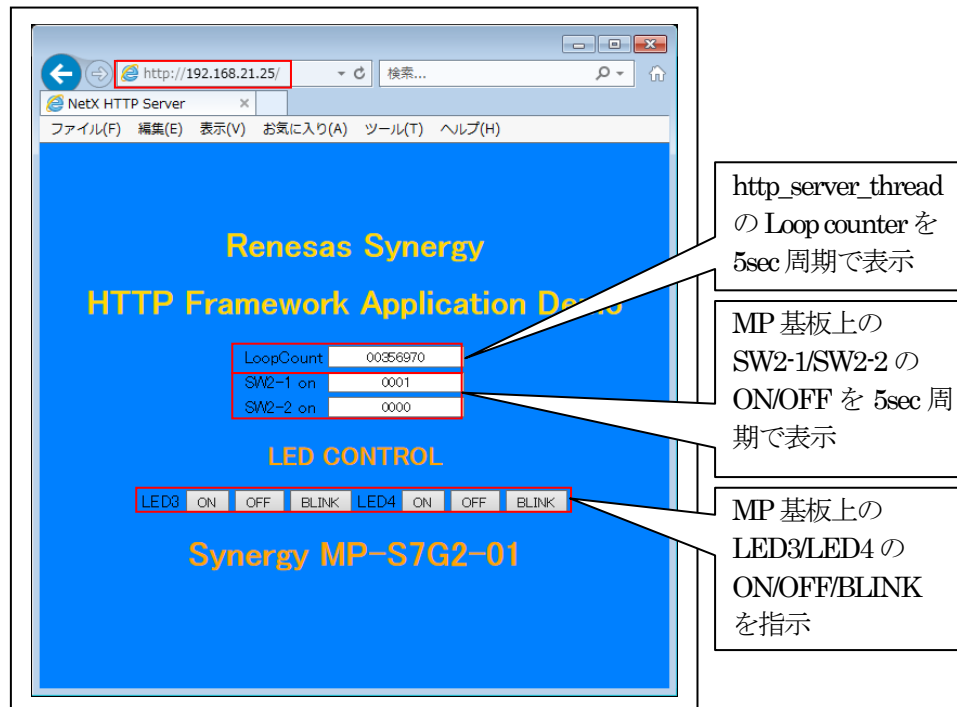 http://192.168.21.25/
検索...
NetX HTTP Server
ファイル(F) 編集(E) 表示(V) お気に入り(A) ツール(T) ヘルプ(H)
Renesas Synergy
HTTP Framework Application Demo
LoopCount 00356970
SW2-1 on 0001
SW2-2 on 0000
LED CONTROL
LED3 ON OFF BLINK LED4 ON OFF BLINK
Synergy MP-S7G2-01
http_server_thread
の Loop counter を
5sec 周期で表示
MP 基板上の
SW2-1/SW2-2 の
ON/OFF を 5sec 周
期で表示
MP 基板上の
LED3/LED4 の
ON/OFF/BLINK
を指示